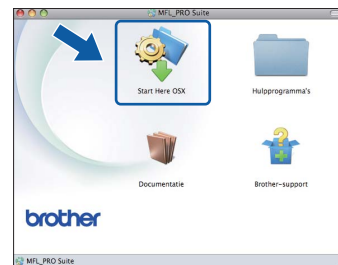 MFL_PRO Suite
Start Here OSX
Hulpprogramma's
Documentatie
Brother-support
brother
MFL_PRO Suite